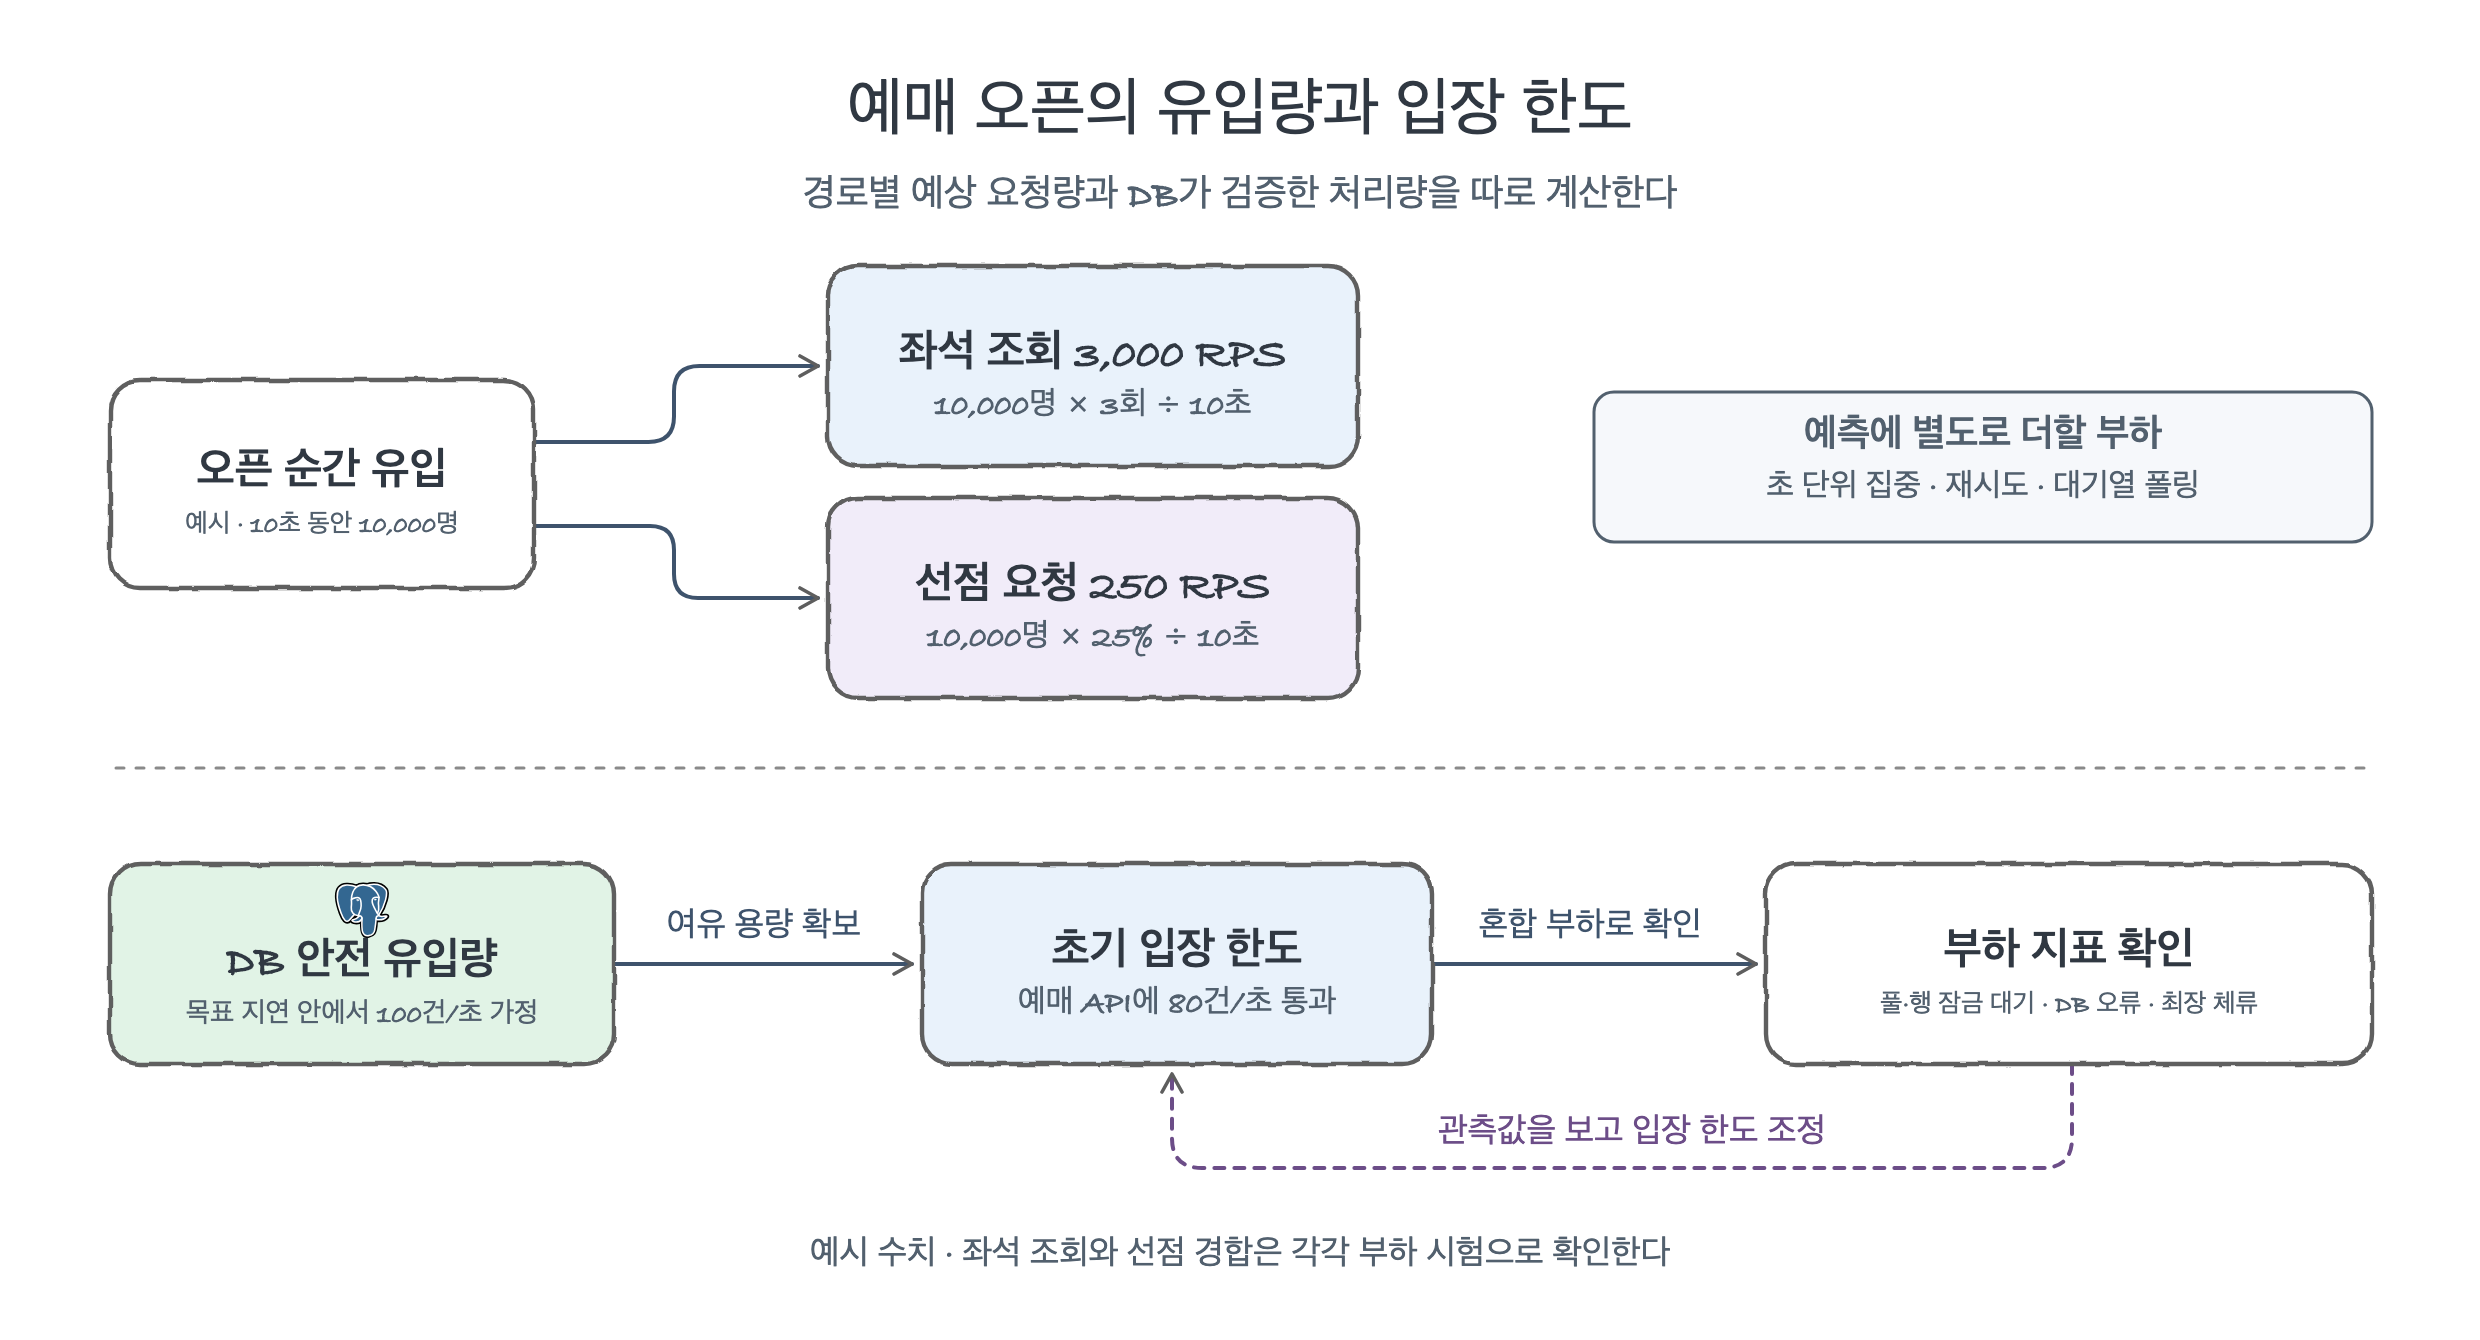 예매 오픈의 유입량과 입장 한도
경로별 예상 요청량과 DB가 검증한 처리량을 따로 계산한다
오픈 순간 유입
예시 · 10초 동안 10,000명
좌석 조회 3,000 RPS
10,000명 × 3회 ÷ 10초
선점 요청 250 RPS
10,000명 × 25% ÷ 10초
예측에 별도로 더할 부하
초 단위 집중 · 재시도 · 대기열 폴링
DB 안전 유입량
목표 지연 안에서 100건/초 가정
여유 용량 확보
초기 입장 한도
예매 API에 80건/초 통과
혼합 부하로 확인
부하 지표 확인
풀·행 잠금 대기 · DB 오류 · 최장 체류
관측값을 보고 입장 한도 조정
예시 수치 · 좌석 조회와 선점 경합은 각각 부하 시험으로 확인한다